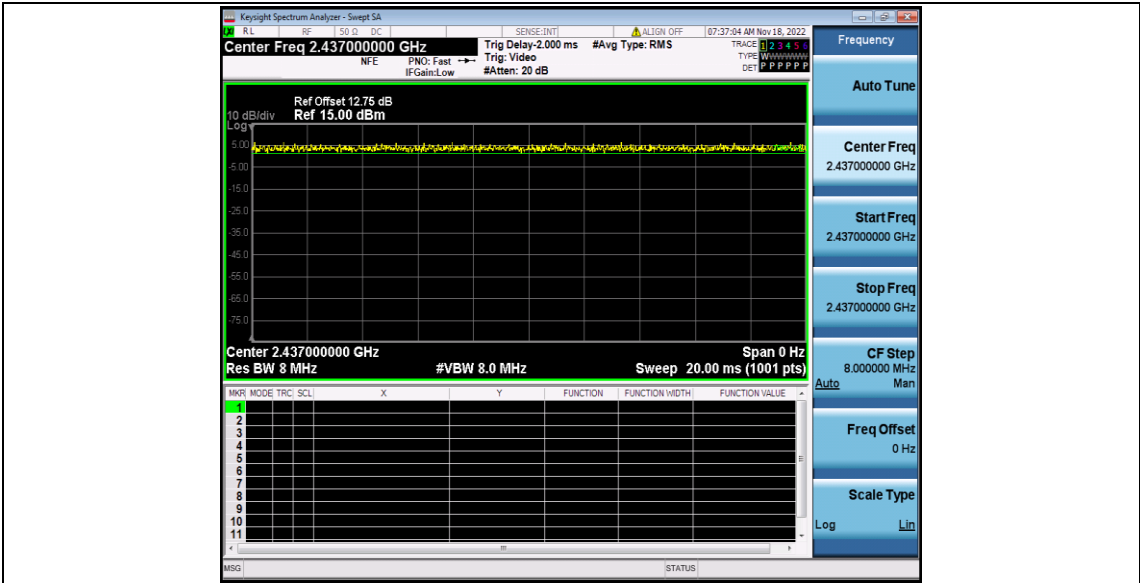 Keysight Spectrum Analyzer - Swept SA
RL RF 50 Ω DC SENSE:INT ALIGN OFF 07:37:04 AM Nov 18, 2022
Center Freq 2.437000000 GHz Trig Delay-2.000 ms #Avg Type: RMS TRACE 1 2 3 4 5 6
NFE PNO: Fast Trig: Video TYPE WWWWWW
IFGain:Low #Atten: 20 dB DET P P P P P P
Ref Offset 12.75 dB
10 dB/div Ref 15.00 dBm
Log
5.00
-5.00
-15.0
-25.0
-35.0
-45.0
-55.0
-65.0
-75.0
Center 2.437000000 GHz Span 0 Hz
Res BW 8 MHz #VBW 8.0 MHz Sweep 20.00 ms (1001 pts)
MKR MODE TRC SCL X Y FUNCTION FUNCTION WIDTH FUNCTION VALUE
1
2
3
4
5
6
7
8
9
10
11
MSG STATUS
Frequency
Auto Tune
Center Freq
2.437000000 GHz
Start Freq
2.437000000 GHz
Stop Freq
2.437000000 GHz
CF Step
8.000000 MHz
Auto Man
Freq Offset
0 Hz
Scale Type
Log Lin